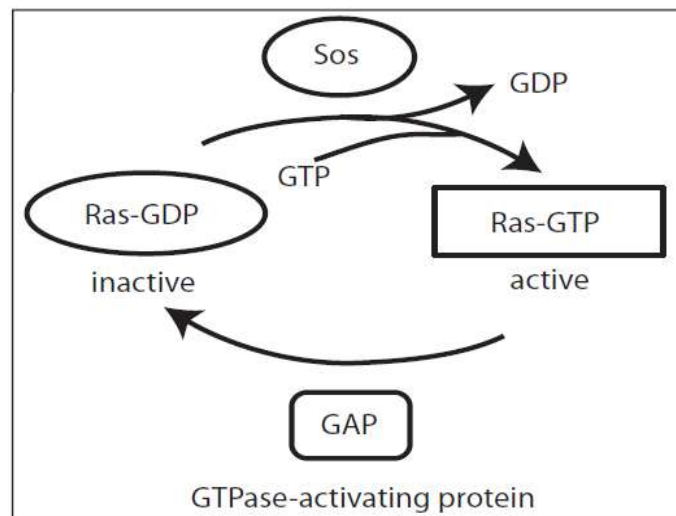 Sos
GDP
GTP
Ras-GDP
Ras-GTP
inactive
active
GAP
GTPase-activating protein